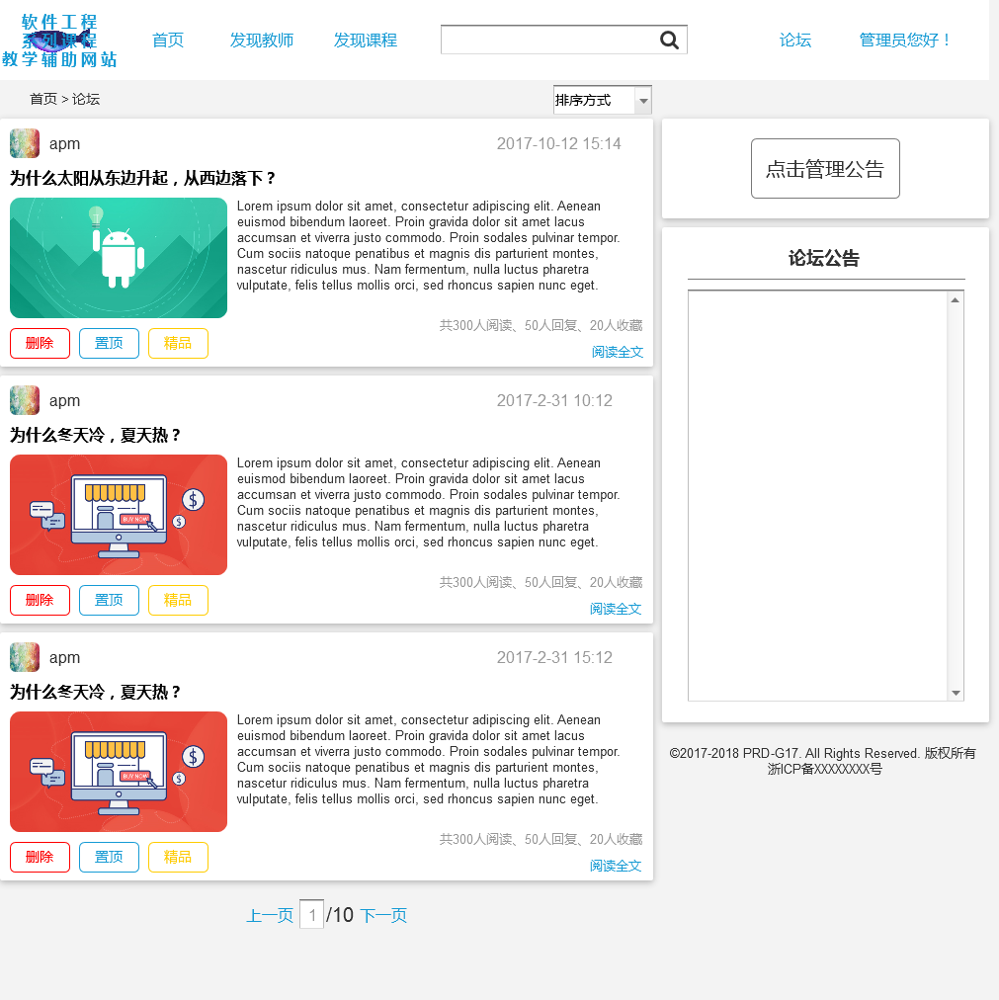 软件工程
系列课程
教学辅助网站
首页 发现教师 发现课程 论坛 管理员您好！
首页 > 论坛
排序方式
apm 2017-10-12 15:14
为什么太阳从东边升起，从西边落下？
Lorem ipsum dolor sit amet, consectetur adipiscing elit. Aenean
euismod bibendum laoreet. Proin gravida dolor sit amet lacus
accumsan et viverra justo commodo. Proin sodales pulvinar tempor.
Cum sociis natoque penatibus et magnis dis parturient montes,
nascetur ridiculus mus. Nam fermentum, nulla luctus pharetra
vulputate, felis tellus mollis orci, sed rhoncus sapien nunc eget.
共300人阅读、50人回复、20人收藏
删除 置顶 精品
阅读全文
apm 2017-2-31 10:12
为什么冬天冷，夏天热？
BUY NOW
$
$
Lorem ipsum dolor sit amet, consectetur adipiscing elit. Aenean
euismod bibendum laoreet. Proin gravida dolor sit amet lacus
accumsan et viverra justo commodo. Proin sodales pulvinar tempor.
Cum sociis natoque penatibus et magnis dis parturient montes,
nascetur ridiculus mus. Nam fermentum, nulla luctus pharetra
vulputate, felis tellus mollis orci, sed rhoncus sapien nunc eget.
共300人阅读、50人回复、20人收藏
删除 置顶 精品
阅读全文
apm 2017-2-31 15:12
为什么冬天冷，夏天热？
BUY NOW
$
$
Lorem ipsum dolor sit amet, consectetur adipiscing elit. Aenean
euismod bibendum laoreet. Proin gravida dolor sit amet lacus
accumsan et viverra justo commodo. Proin sodales pulvinar tempor.
Cum sociis natoque penatibus et magnis dis parturient montes,
nascetur ridiculus mus. Nam fermentum, nulla luctus pharetra
vulputate, felis tellus mollis orci, sed rhoncus sapien nunc eget.
共300人阅读、50人回复、20人收藏
删除 置顶 精品
阅读全文
上一页 1 /10 下一页
点击管理公告
论坛公告
©2017-2018 PRD-G17. All Rights Reserved. 版权所有
浙ICP备XXXXXXXX号